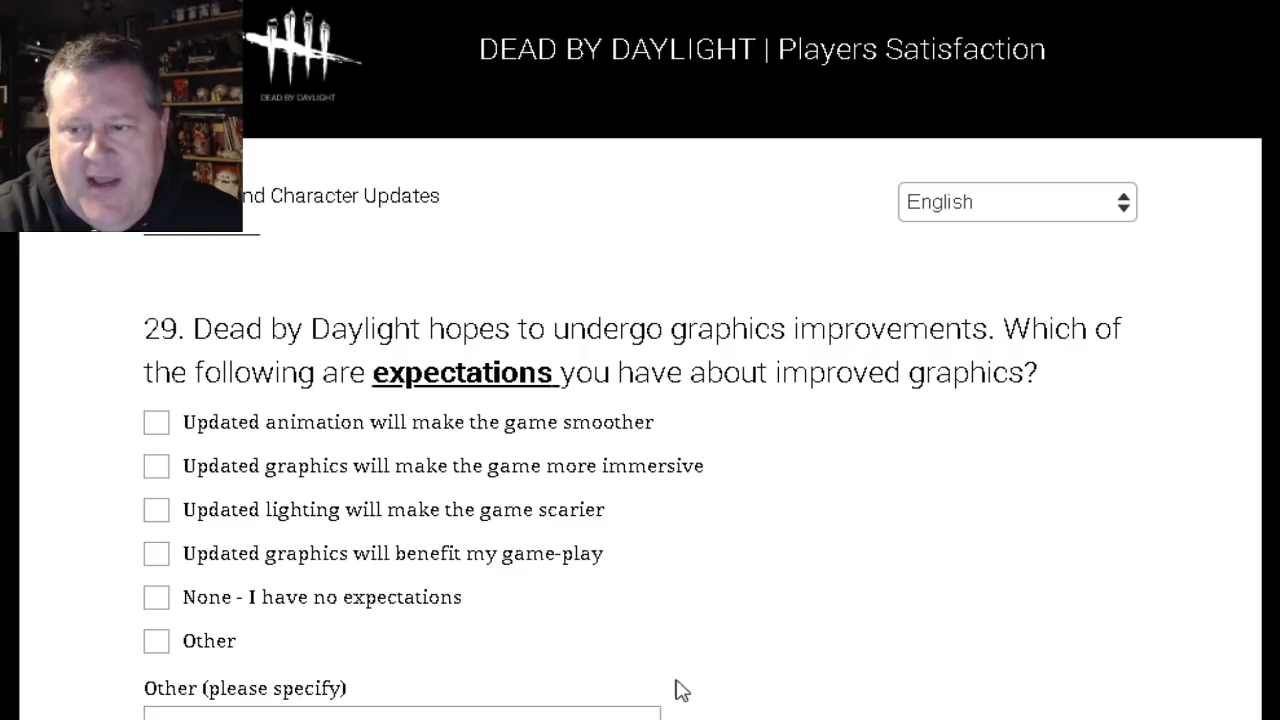 DEAD BY DAYLIGHT | Players Satisfaction
DEAD BY DAYLIGHT
nd Character Updates
English
29. Dead by Daylight hopes to undergo graphics improvements. Which of
the following are expectations you have about improved graphics?
Updated animation will make the game smoother
Updated graphics will make the game more immersive
Updated lighting will make the game scarier
Updated graphics will benefit my game-play
None - I have no expectations
Other
Other (please specify)